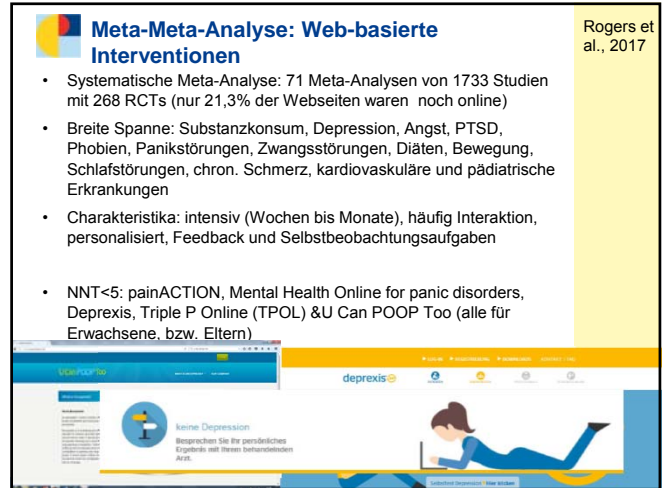 Meta-Meta-Analyse: Web-basierte
Interventionen
Rogers et
al., 2017
• Systematische Meta-Analyse: 71 Meta-Analysen von 1733 Studien
mit 268 RCTs (nur 21,3% der Webseiten waren noch online)
• Breite Spanne: Substanzkonsum, Depression, Angst, PTSD,
Phobien, Panikstörungen, Zwangsstörungen, Diäten, Bewegung,
Schlafstörungen, chron. Schmerz, kardiovaskuläre und pädiatrische
Erkrankungen
• Charakteristika: intensiv (Wochen bis Monate), häufig Interaktion,
personalisiert, Feedback und Selbstbeobachtungsaufgaben
• NNT<5: painACTION, Mental Health Online for panic disorders,
Deprexis, Triple P Online (TPOL) &U Can POOP Too (alle für
Erwachsene, bzw. Eltern)
deprexis
keine Depression
Besprechen Sie Ihr persönliches
Ergebnis mit Ihrem behandelnden
Arzt.
Selbsttest Depression Hier klicken